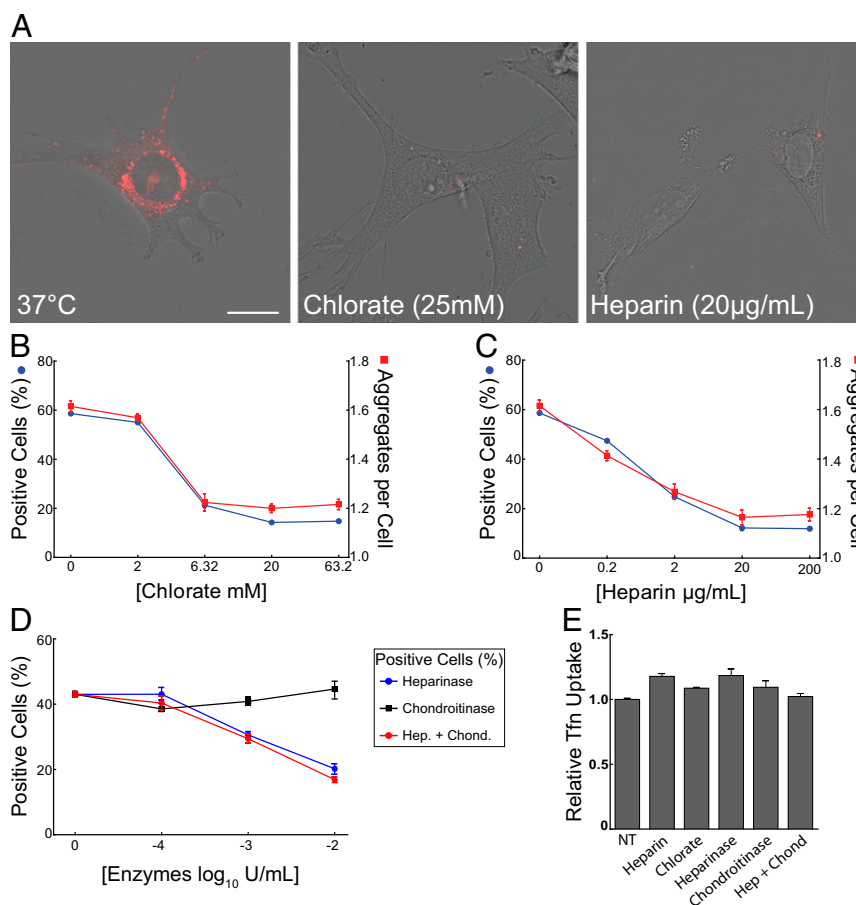 A
37°C
Chlorate (25mM)
Heparin (20µg/mL)
B
Positive Cells (%)
80
60
40
20
0
1.8
1.6
1.4
1.2
1.0
Aggregates per Cell
0 2 6.32 20 63.2
[Chlorate mM]
C
Positive Cells (%)
80
60
40
20
0
1.8
1.6
1.4
1.2
1.0
Aggregates per Cell
0 0.2 2 20 200
[Heparin µg/mL]
D
Positive Cells (%)
60
40
20
0
0 -4 -3 -2
[Enzymes log10 U/mL]
Positive Cells (%)
Heparinase
Chondroitinase
Hep. + Chond.
E
Relative Tfn Uptake
1.5
1.0
1.0
0
NT
Heparin
Chlorate
Heparinase
Chondroitinase
Hep + Chond